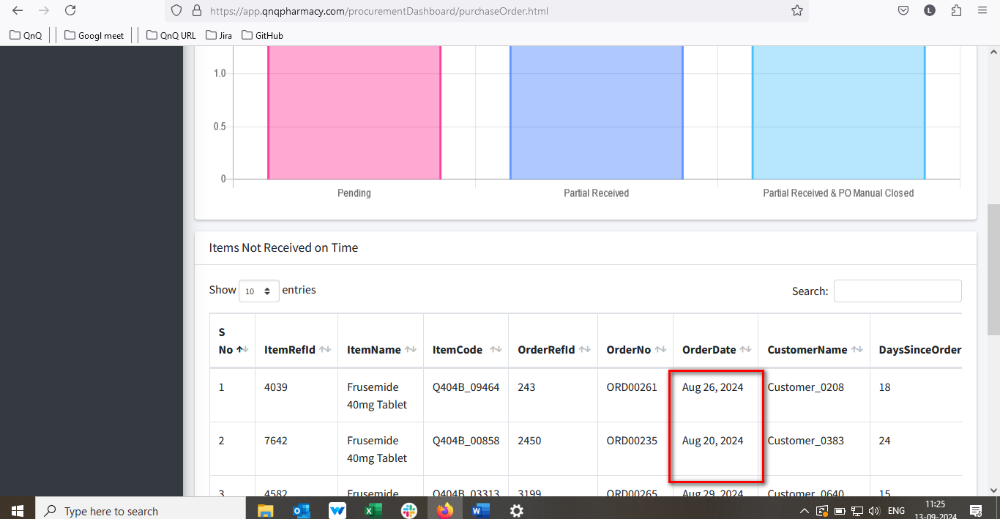 https://app.qnqpharmacy.com/procurementDashboard/purchaseOrder.html
L
QnQ
Googl meet
QnQ URL
Jira
GitHub
1.0
0.5
0
Pending
Partial Received
Partial Received & PO Manual Closed
Items Not Received on Time
Show 10 entries
Search:
S
No ItemRefId ItemName ItemCode OrderRefId OrderNo OrderDate CustomerName DaysSinceOrder
1 4039 Frusemide Q404B_09464 243 ORD00261 Aug 26, 2024 Customer_0208 18
40mg Tablet
2 7642 Frusemide Q404B_00858 2450 ORD00235 Aug 20, 2024 Customer_0383 24
40mg Tablet
3 4582 Frusemide Q404B_03313 3199 ORD00265 Aug 29, 2024 Customer_0640 15
Type here to search
ENG
11:25
13-09-2024